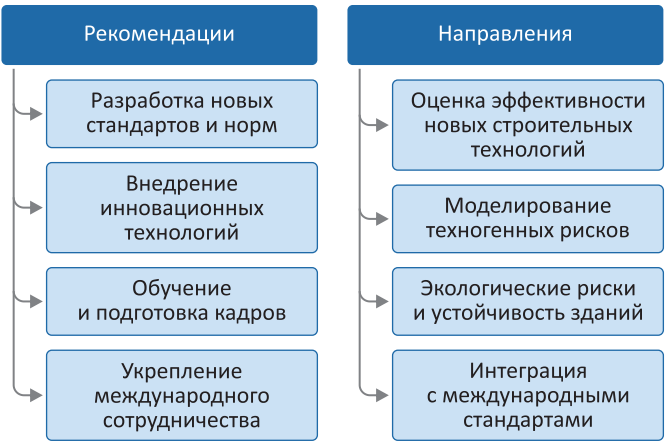 Рекомендации
Разработка новых
стандартов и норм
Внедрение
инновационных
технологий
Обучение
и подготовка кадров
Укрепление
международного
сотрудничества
Направления
Оценка эффективности
новых строительных
технологий
Моделирование
техногенных рисков
Экологические риски
и устойчивость зданий
Интеграция
с международными
стандартами